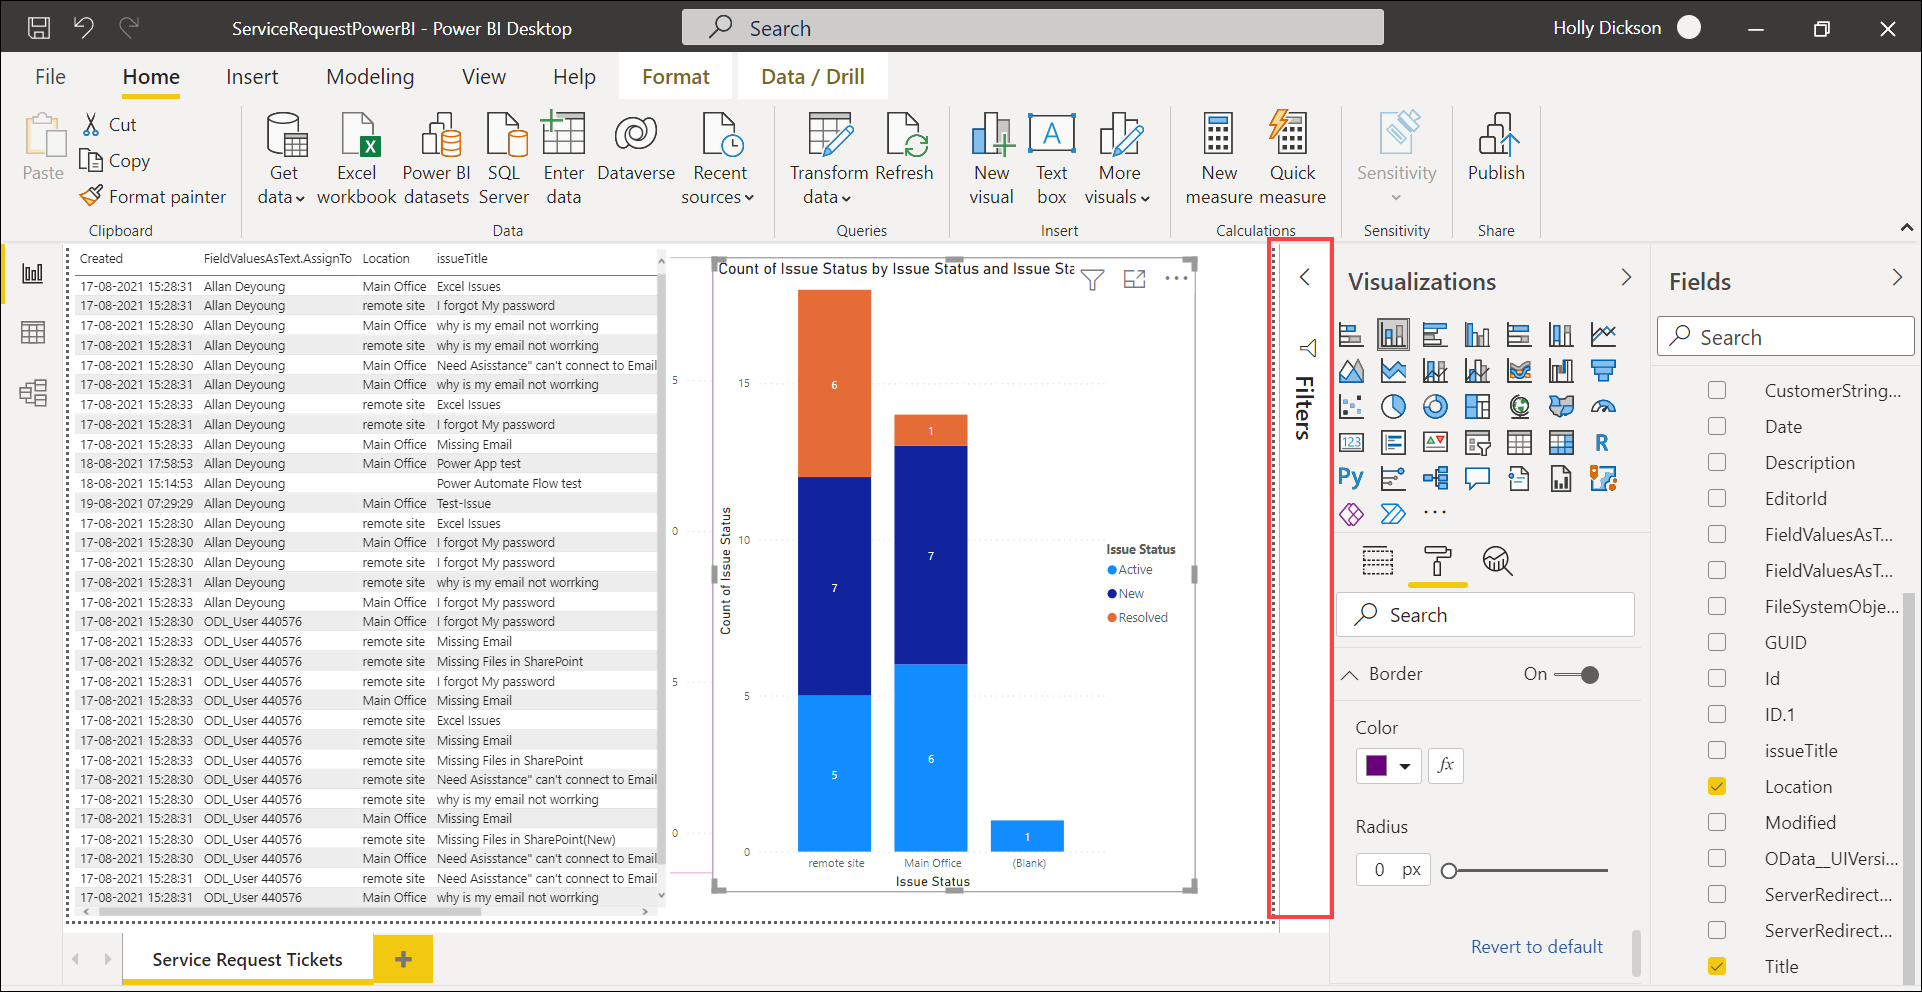 ServiceRequestPowerBI - Power BI Desktop
Search
Holly Dickson
File Home Insert Modeling View Help Format Data / Drill
Paste
Cut
Copy
Format painter
Clipboard
Get data
Excel workbook
Power BI datasets
SQL Server
Enter data
Dataverse
Recent sources
Data
Transform data
Refresh
Queries
New visual
Text box
More visuals
Insert
New measure
Quick measure
Calculations
Sensitivity
Sensitivity
Publish
Share
Created FieldValuesAsText.AssignTo Location issueTitle
17-08-2021 15:28:31 Allan Deyoung Main Office Excel Issues
17-08-2021 15:28:31 Allan Deyoung remote site I forgot My password
17-08-2021 15:28:30 Allan Deyoung Main Office why is my email not worrking
17-08-2021 15:28:31 Allan Deyoung remote site why is my email not worrking
17-08-2021 15:28:30 Allan Deyoung Main Office Need Asisstance" can't connect to Email
17-08-2021 15:28:31 Allan Deyoung Main Office why is my email not worrking
17-08-2021 15:28:33 Allan Deyoung remote site Excel Issues
17-08-2021 15:28:31 Allan Deyoung remote site I forgot My password
17-08-2021 15:28:33 Allan Deyoung Main Office Missing Email
18-08-2021 17:58:53 Allan Deyoung Main Office Power App test
18-08-2021 15:14:53 Allan Deyoung Power Automate Flow test
19-08-2021 07:29:29 Allan Deyoung Main Office Test-Issue
17-08-2021 15:28:30 Allan Deyoung remote site Excel Issues
17-08-2021 15:28:30 Allan Deyoung Main Office I forgot My password
17-08-2021 15:28:30 Allan Deyoung remote site I forgot My password
17-08-2021 15:28:31 Allan Deyoung remote site why is my email not worrking
17-08-2021 15:28:33 Allan Deyoung Main Office I forgot My password
17-08-2021 15:28:30 ODL_User 440576 Main Office I forgot My password
17-08-2021 15:28:33 ODL_User 440576 remote site Missing Email
17-08-2021 15:28:32 ODL_User 440576 remote site Missing Files in SharePoint
17-08-2021 15:28:31 ODL_User 440576 remote site I forgot My password
17-08-2021 15:28:33 ODL_User 440576 Main Office Missing Email
17-08-2021 15:28:30 ODL_User 440576 remote site Excel Issues
17-08-2021 15:28:33 ODL_User 440576 remote site Missing Email
17-08-2021 15:28:33 ODL_User 440576 remote site Missing Files in SharePoint
17-08-2021 15:28:30 ODL_User 440576 remote site Need Asisstance" can't connect to Email
17-08-2021 15:28:30 ODL_User 440576 remote site why is my email not worrking
17-08-2021 15:28:31 ODL_User 440576 Main Office Missing Email
17-08-2021 15:28:30 ODL_User 440576 remote site Missing Files in SharePoint(New)
17-08-2021 15:28:30 ODL_User 440576 Main Office Need Asisstance" can't connect to Email
17-08-2021 15:28:31 ODL_User 440576 remote site Need Asisstance" can't connect to Email
17-08-2021 15:28:31 ODL_User 440576 Main Office why is my email not worrking
5
0
5
0
Count of Issue Status by Issue Status and Issue Sta
Count of Issue Status
15
10
5
0
6
7
5
1
7
6
1
remote site Main Office (Blank)
Issue Status
Issue Status
Active
New
Resolved
Filters
Visualizations
123
R
Py
Search
Border On
Color
fx
Radius
0 px
Revert to default
Fields
Search
CustomerString...
Date
Description
EditorId
FieldValuesAsT...
FieldValuesAsT...
FileSystemObje...
GUID
Id
ID.1
issueTitle
Location
Modified
OData__UIVersi...
ServerRedirect...
ServerRedirect...
Title
Service Request Tickets